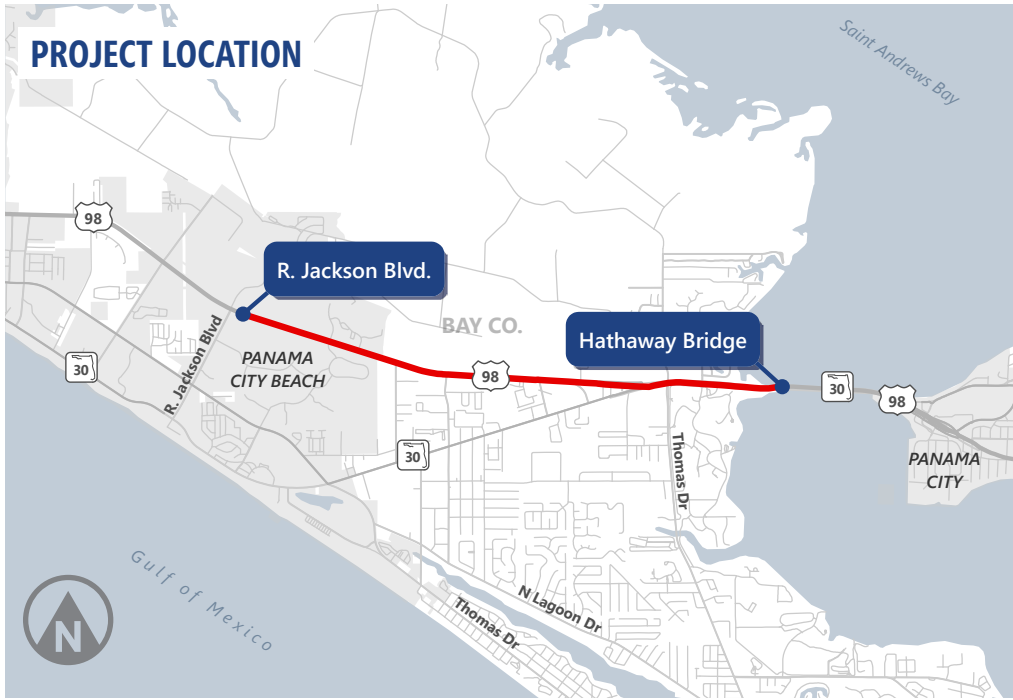 PROJECT LOCATION
Saint Andrews Bay
98
R. Jackson Blvd.
BAY CO.
Hathaway Bridge
R. Jackson Blvd
PANAMA
CITY BEACH
30
98
30
98
30
Thomas Dr
PANAMA
CITY
Gulf of Mexico
N Lagoon Dr
Thomas Dr
N